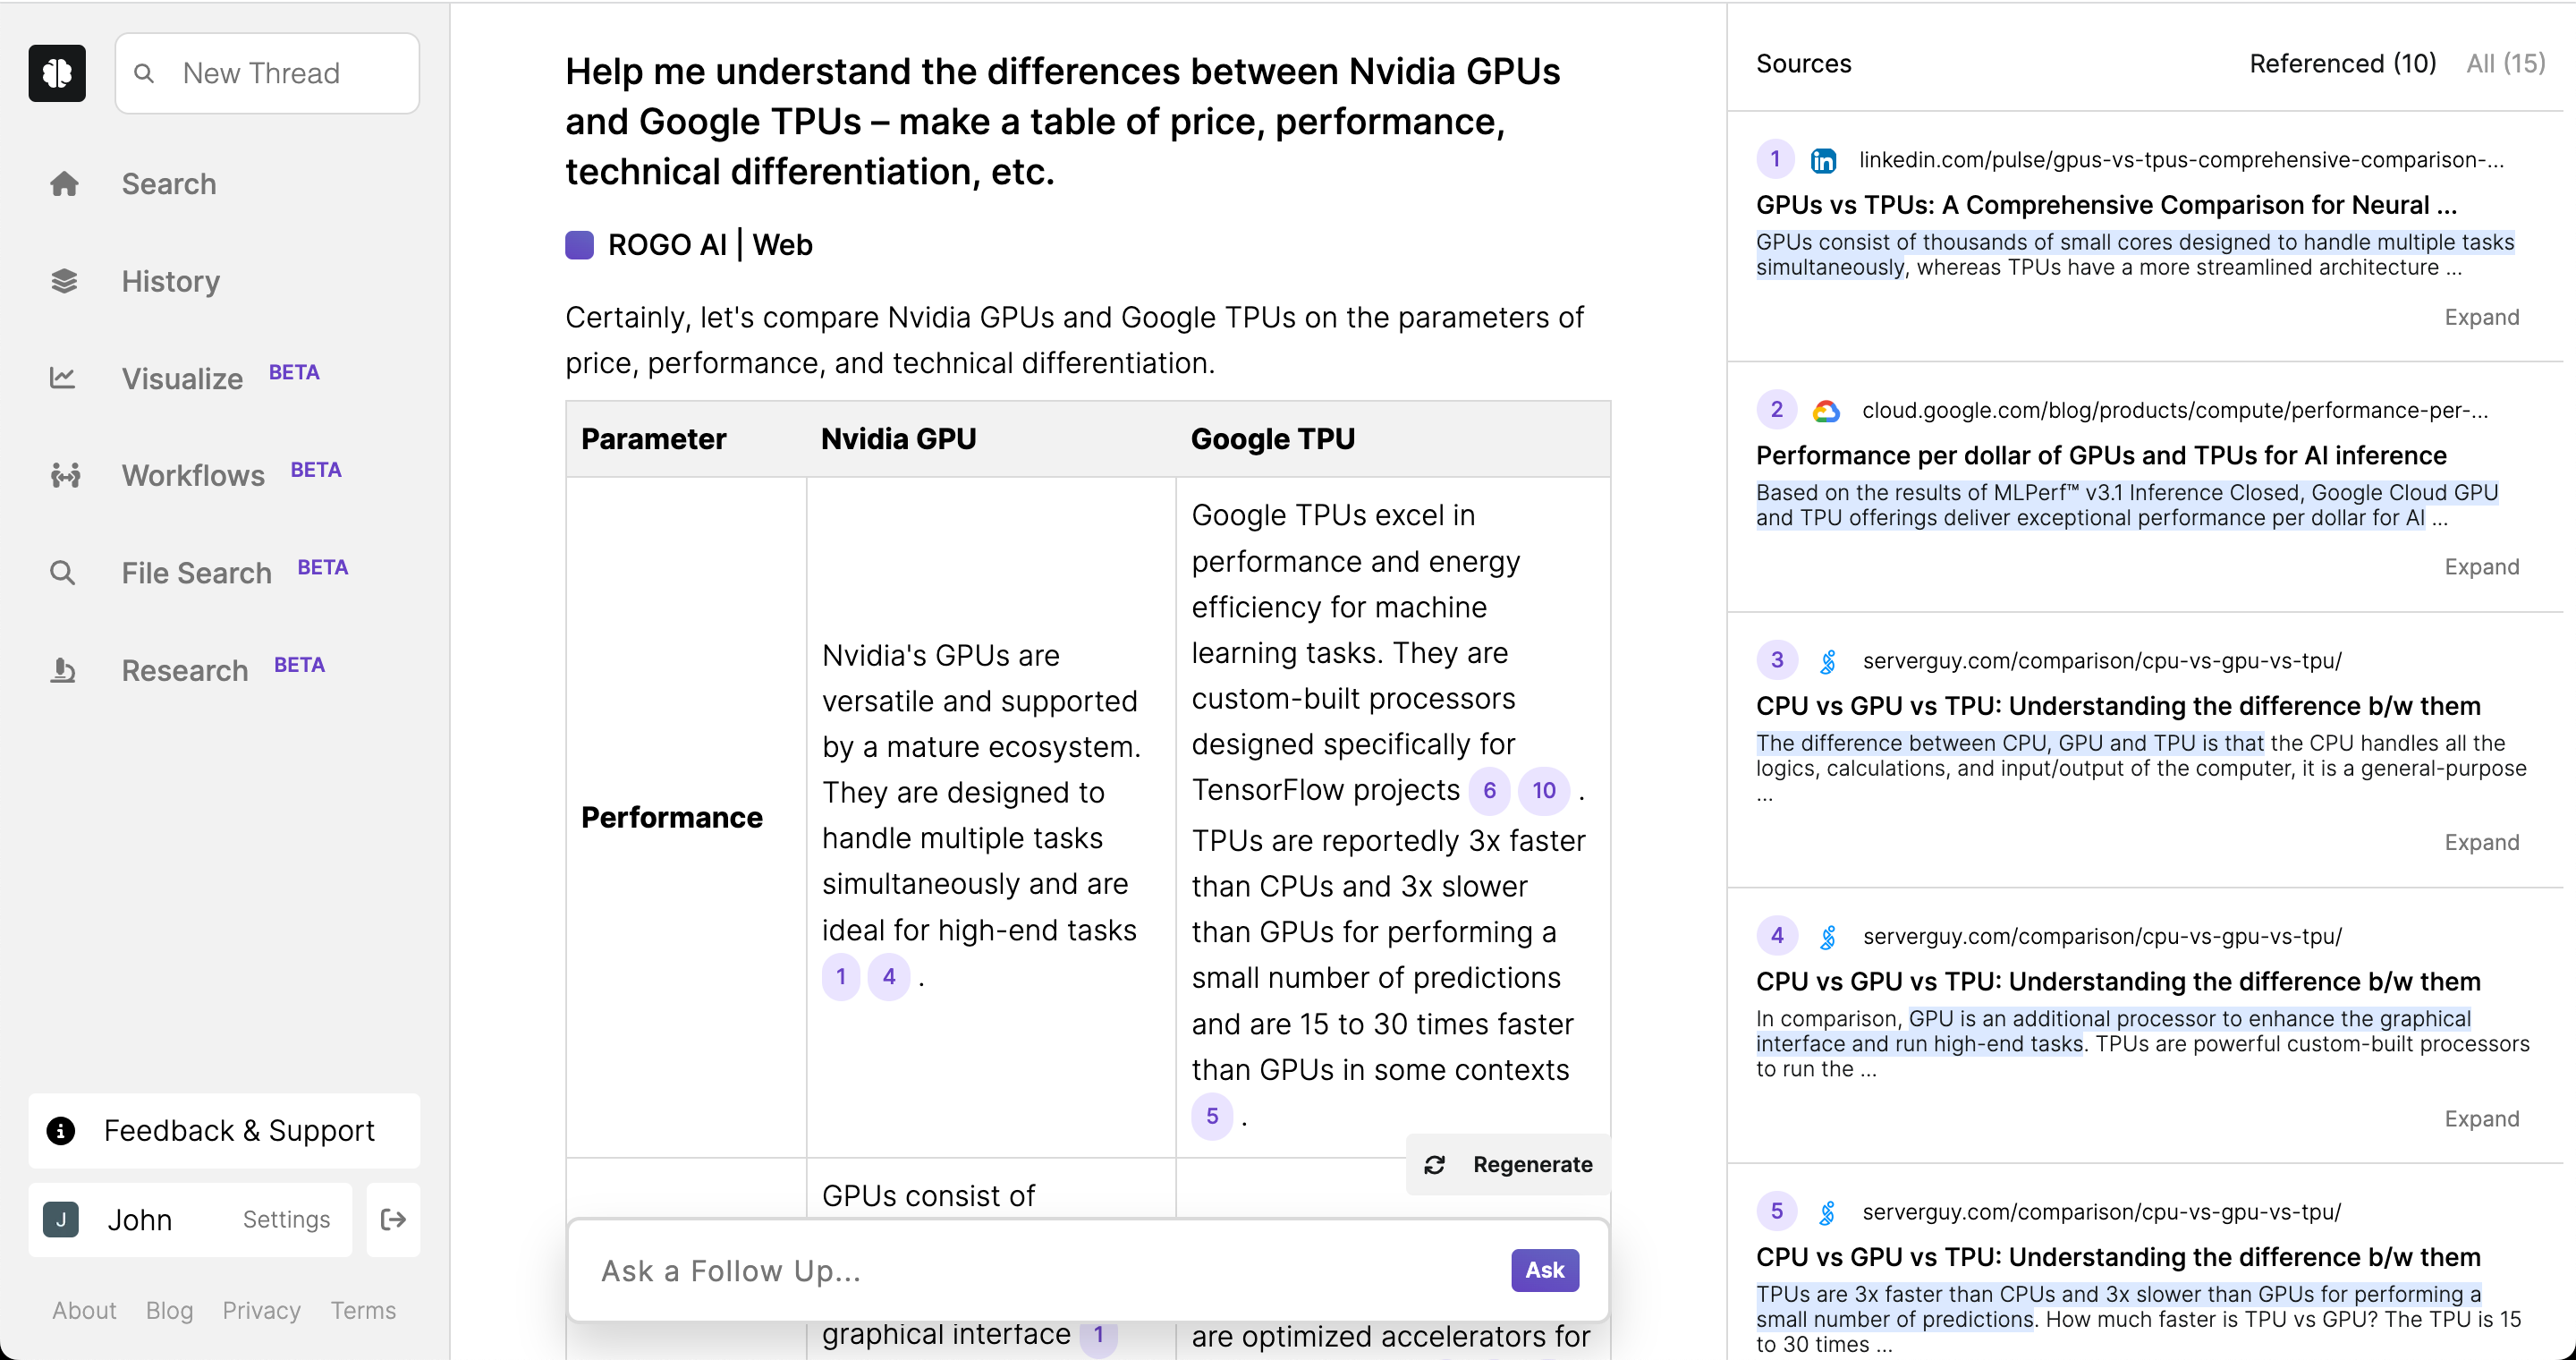 New Thread
Search
History
Visualize BETA
Workflows BETA
File Search BETA
Research BETA
Feedback & Support
J John Settings
About Blog Privacy Terms
Help me understand the differences between Nvidia GPUs
and Google TPUs – make a table of price, performance,
technical differentiation, etc.
ROGO AI | Web
Certainly, let's compare Nvidia GPUs and Google TPUs on the parameters of
price, performance, and technical differentiation.
Parameter Nvidia GPU Google TPU
Performance
Nvidia's GPUs are
versatile and supported
by a mature ecosystem.
They are designed to
handle multiple tasks
simultaneously and are
ideal for high-end tasks
1 4 .
Google TPUs excel in
performance and energy
efficiency for machine
learning tasks. They are
custom-built processors
designed specifically for
TensorFlow projects 6 10 .
TPUs are reportedly 3x faster
than CPUs and 3x slower
than GPUs for performing a
small number of predictions
and are 15 to 30 times faster
than GPUs in some contexts
5 .
Regenerate
GPUs consist of
Ask a Follow Up...
Ask
graphical interface 1
are optimized accelerators for
Sources Referenced (10) All (15)
1 in linkedin.com/pulse/gpus-vs-tpus-comprehensive-comparison-...
GPUs vs TPUs: A Comprehensive Comparison for Neural ...
GPUs consist of thousands of small cores designed to handle multiple tasks
simultaneously, whereas TPUs have a more streamlined architecture ...
Expand
2 cloud.google.com/blog/products/compute/performance-per-...
Performance per dollar of GPUs and TPUs for AI inference
Based on the results of MLPerf™ v3.1 Inference Closed, Google Cloud GPU
and TPU offerings deliver exceptional performance per dollar for AI ...
Expand
3 serverguy.com/comparison/cpu-vs-gpu-vs-tpu/
CPU vs GPU vs TPU: Understanding the difference b/w them
The difference between CPU, GPU and TPU is that the CPU handles all the
logics, calculations, and input/output of the computer, it is a general-purpose
...
Expand
4 serverguy.com/comparison/cpu-vs-gpu-vs-tpu/
CPU vs GPU vs TPU: Understanding the difference b/w them
In comparison, GPU is an additional processor to enhance the graphical
interface and run high-end tasks. TPUs are powerful custom-built processors
to run the ...
Expand
5 serverguy.com/comparison/cpu-vs-gpu-vs-tpu/
CPU vs GPU vs TPU: Understanding the difference b/w them
TPUs are 3x faster than CPUs and 3x slower than GPUs for performing a
small number of predictions. How much faster is TPU vs GPU? The TPU is 15
to 30 times ...